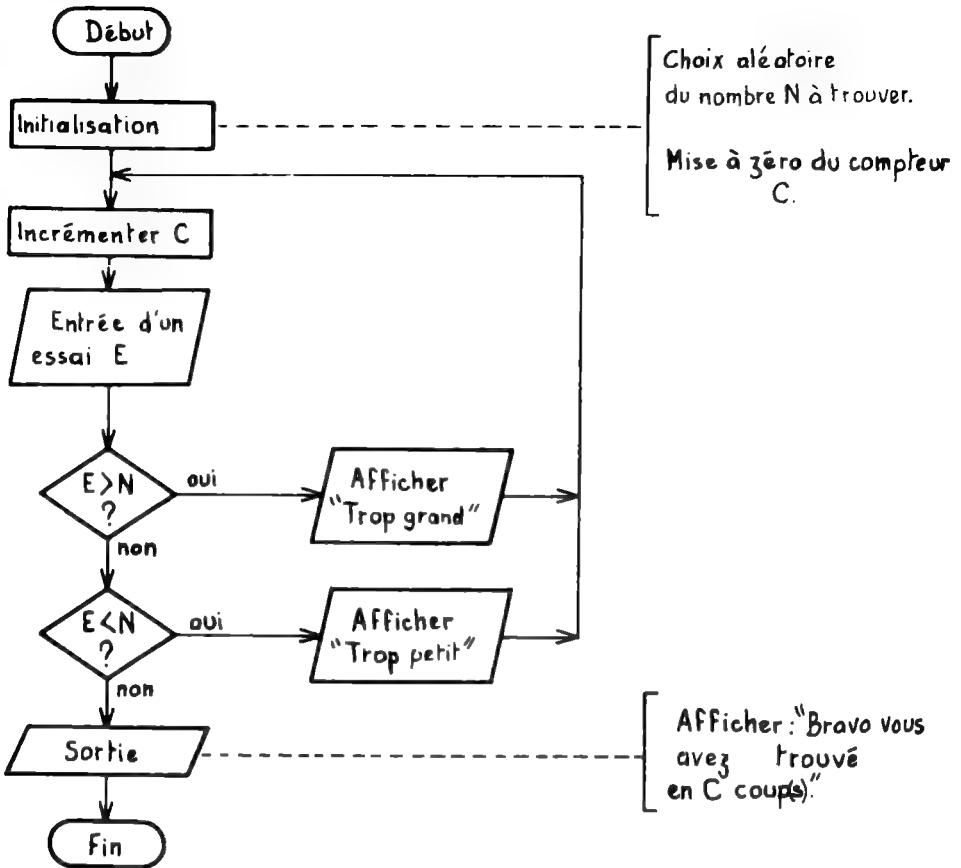 Début
Choix aléatoire
du nombre N à trouver.
Mise à zéro du compteur
C.
Initialisation
Incrémenter C
Entrée d'un
essai E
E>N
?
oui
Afficher
"Trop grand"
non
E<N
?
oui
Afficher
"Trop petit"
non
Sortie
Afficher : "Bravo vous
avez trouvé
en C coup(s)."
Fin